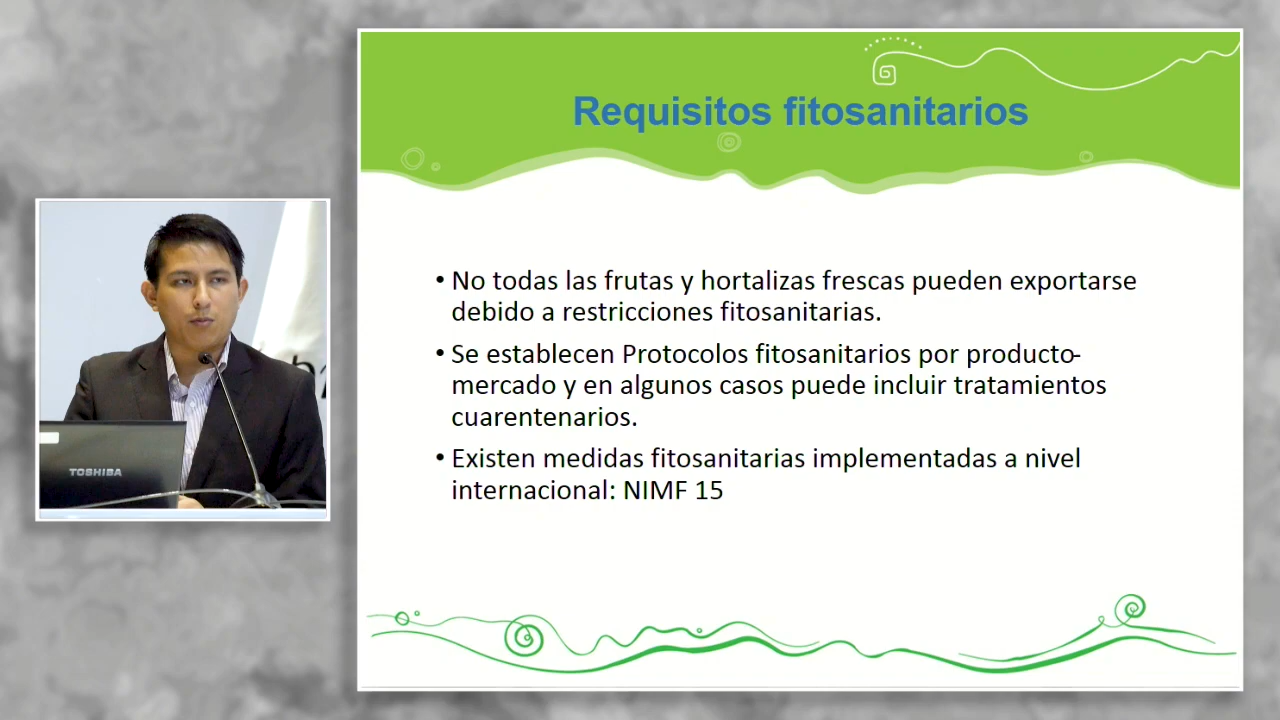 Requisitos fitosanitarios
• No todas las frutas y hortalizas frescas pueden exportarse
debido a restricciones fitosanitarias.
• Se establecen Protocolos fitosanitarios por producto-
mercado y en algunos casos puede incluir tratamientos
cuarentenarios.
• Existen medidas fitosanitarias implementadas a nivel
internacional: NIMF 15
TOSHIBA